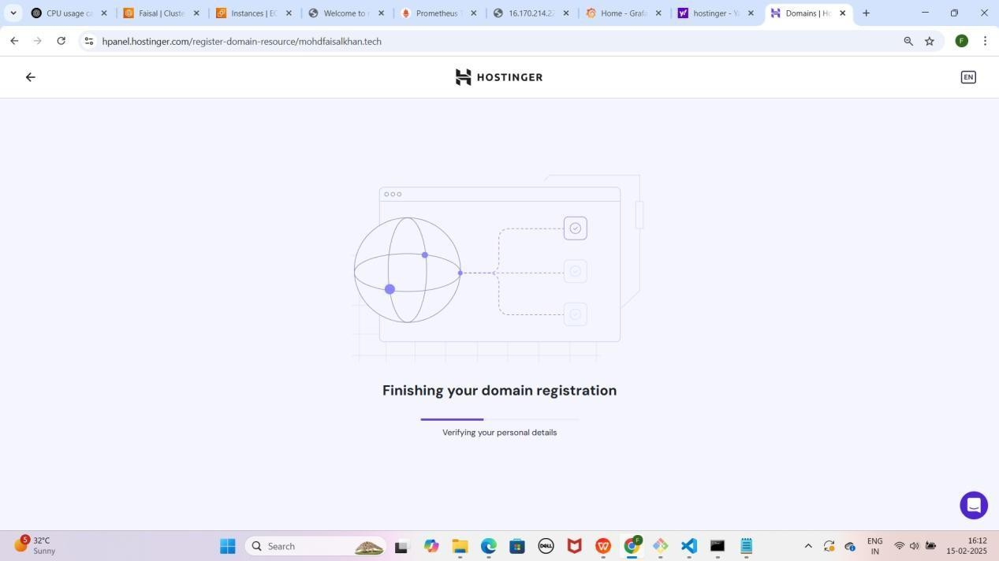 CPU usage ca
Faisal | Cluste
Instances | EC
Welcome to n
Prometheus T
16.170.214.22
Home - Grafa
hostinger - Ya
Domains | Ho
hpanel.hostinger.com/register-domain-resource/mohdfaisalkhan.tech
F
HOSTINGER
EN
Finishing your domain registration
Verifying your personal details
5
32°C
Sunny
Search
DELL
F
ENG
IN
16:12
15-02-2025